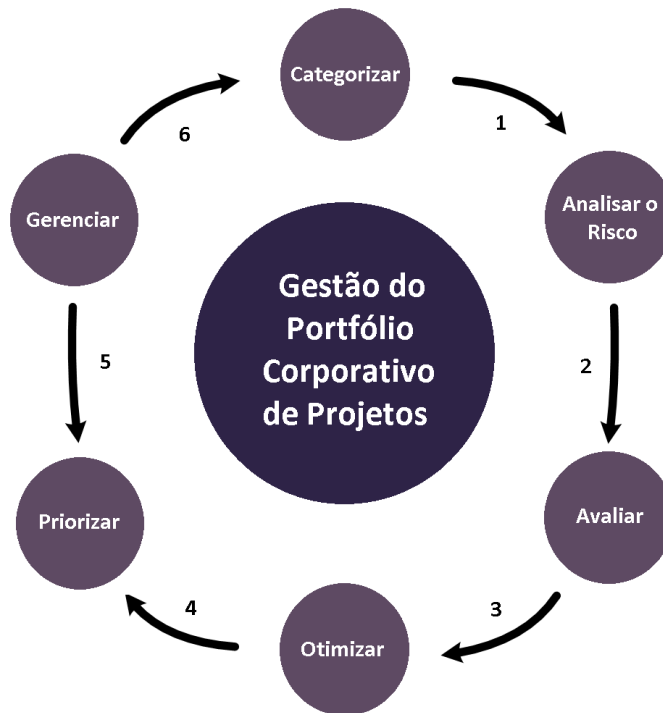 Categorizar
1
Analisar o
Risco
2
Avaliar
3
Otimizar
4
Priorizar
5
Gerenciar
6
Gestão do
Portfólio
Corporativo
de Projetos